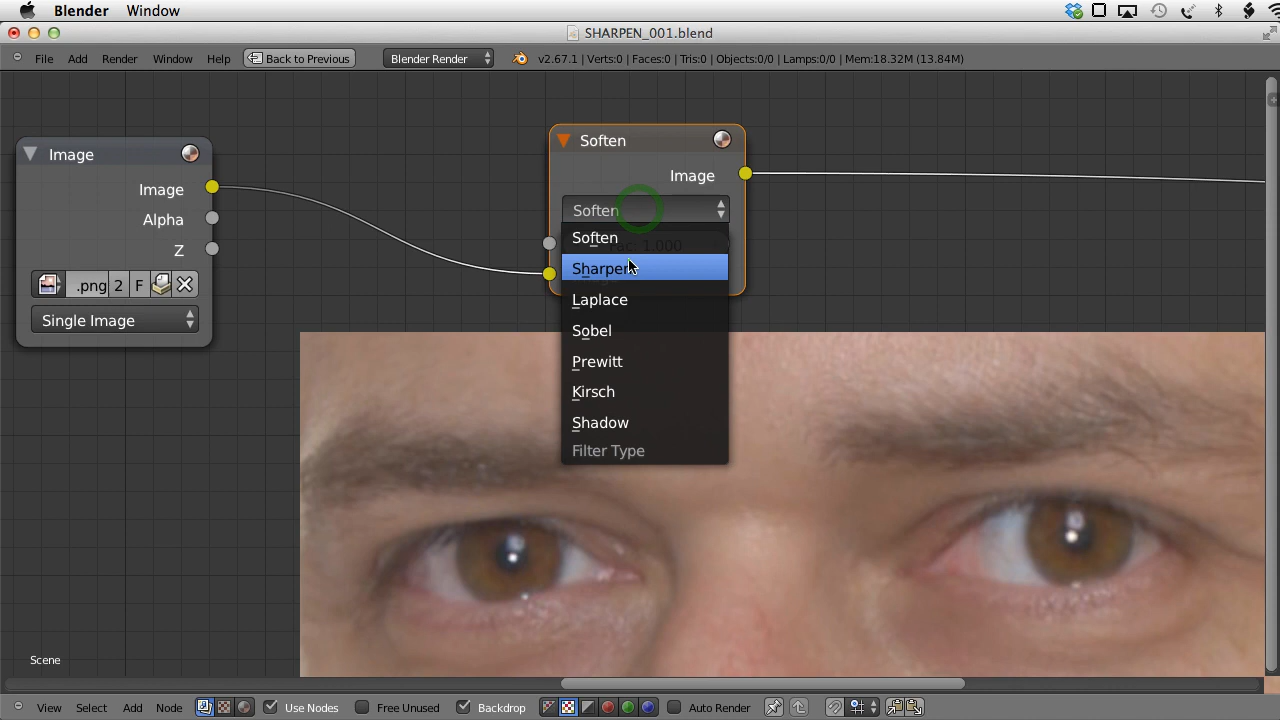 Blender Window
SHARPEN_001.blend
File Add Render Window Help Back to Previous Blender Render v2.67.1 | Verts:0 | Faces:0 | Tris:0 | Objects:0/0 | Lamps:0/0 | Mem:18.32M (13.84M)
Image
Image
Alpha
Z
.png 2 F
Single Image
Soften
Image
Soften
Soften
Fac: 1.000
Sharpen
Laplace
Sobel
Prewitt
Kirsch
Shadow
Filter Type
Scene
View Select Add Node Use Nodes Free Unused Backdrop Auto Render